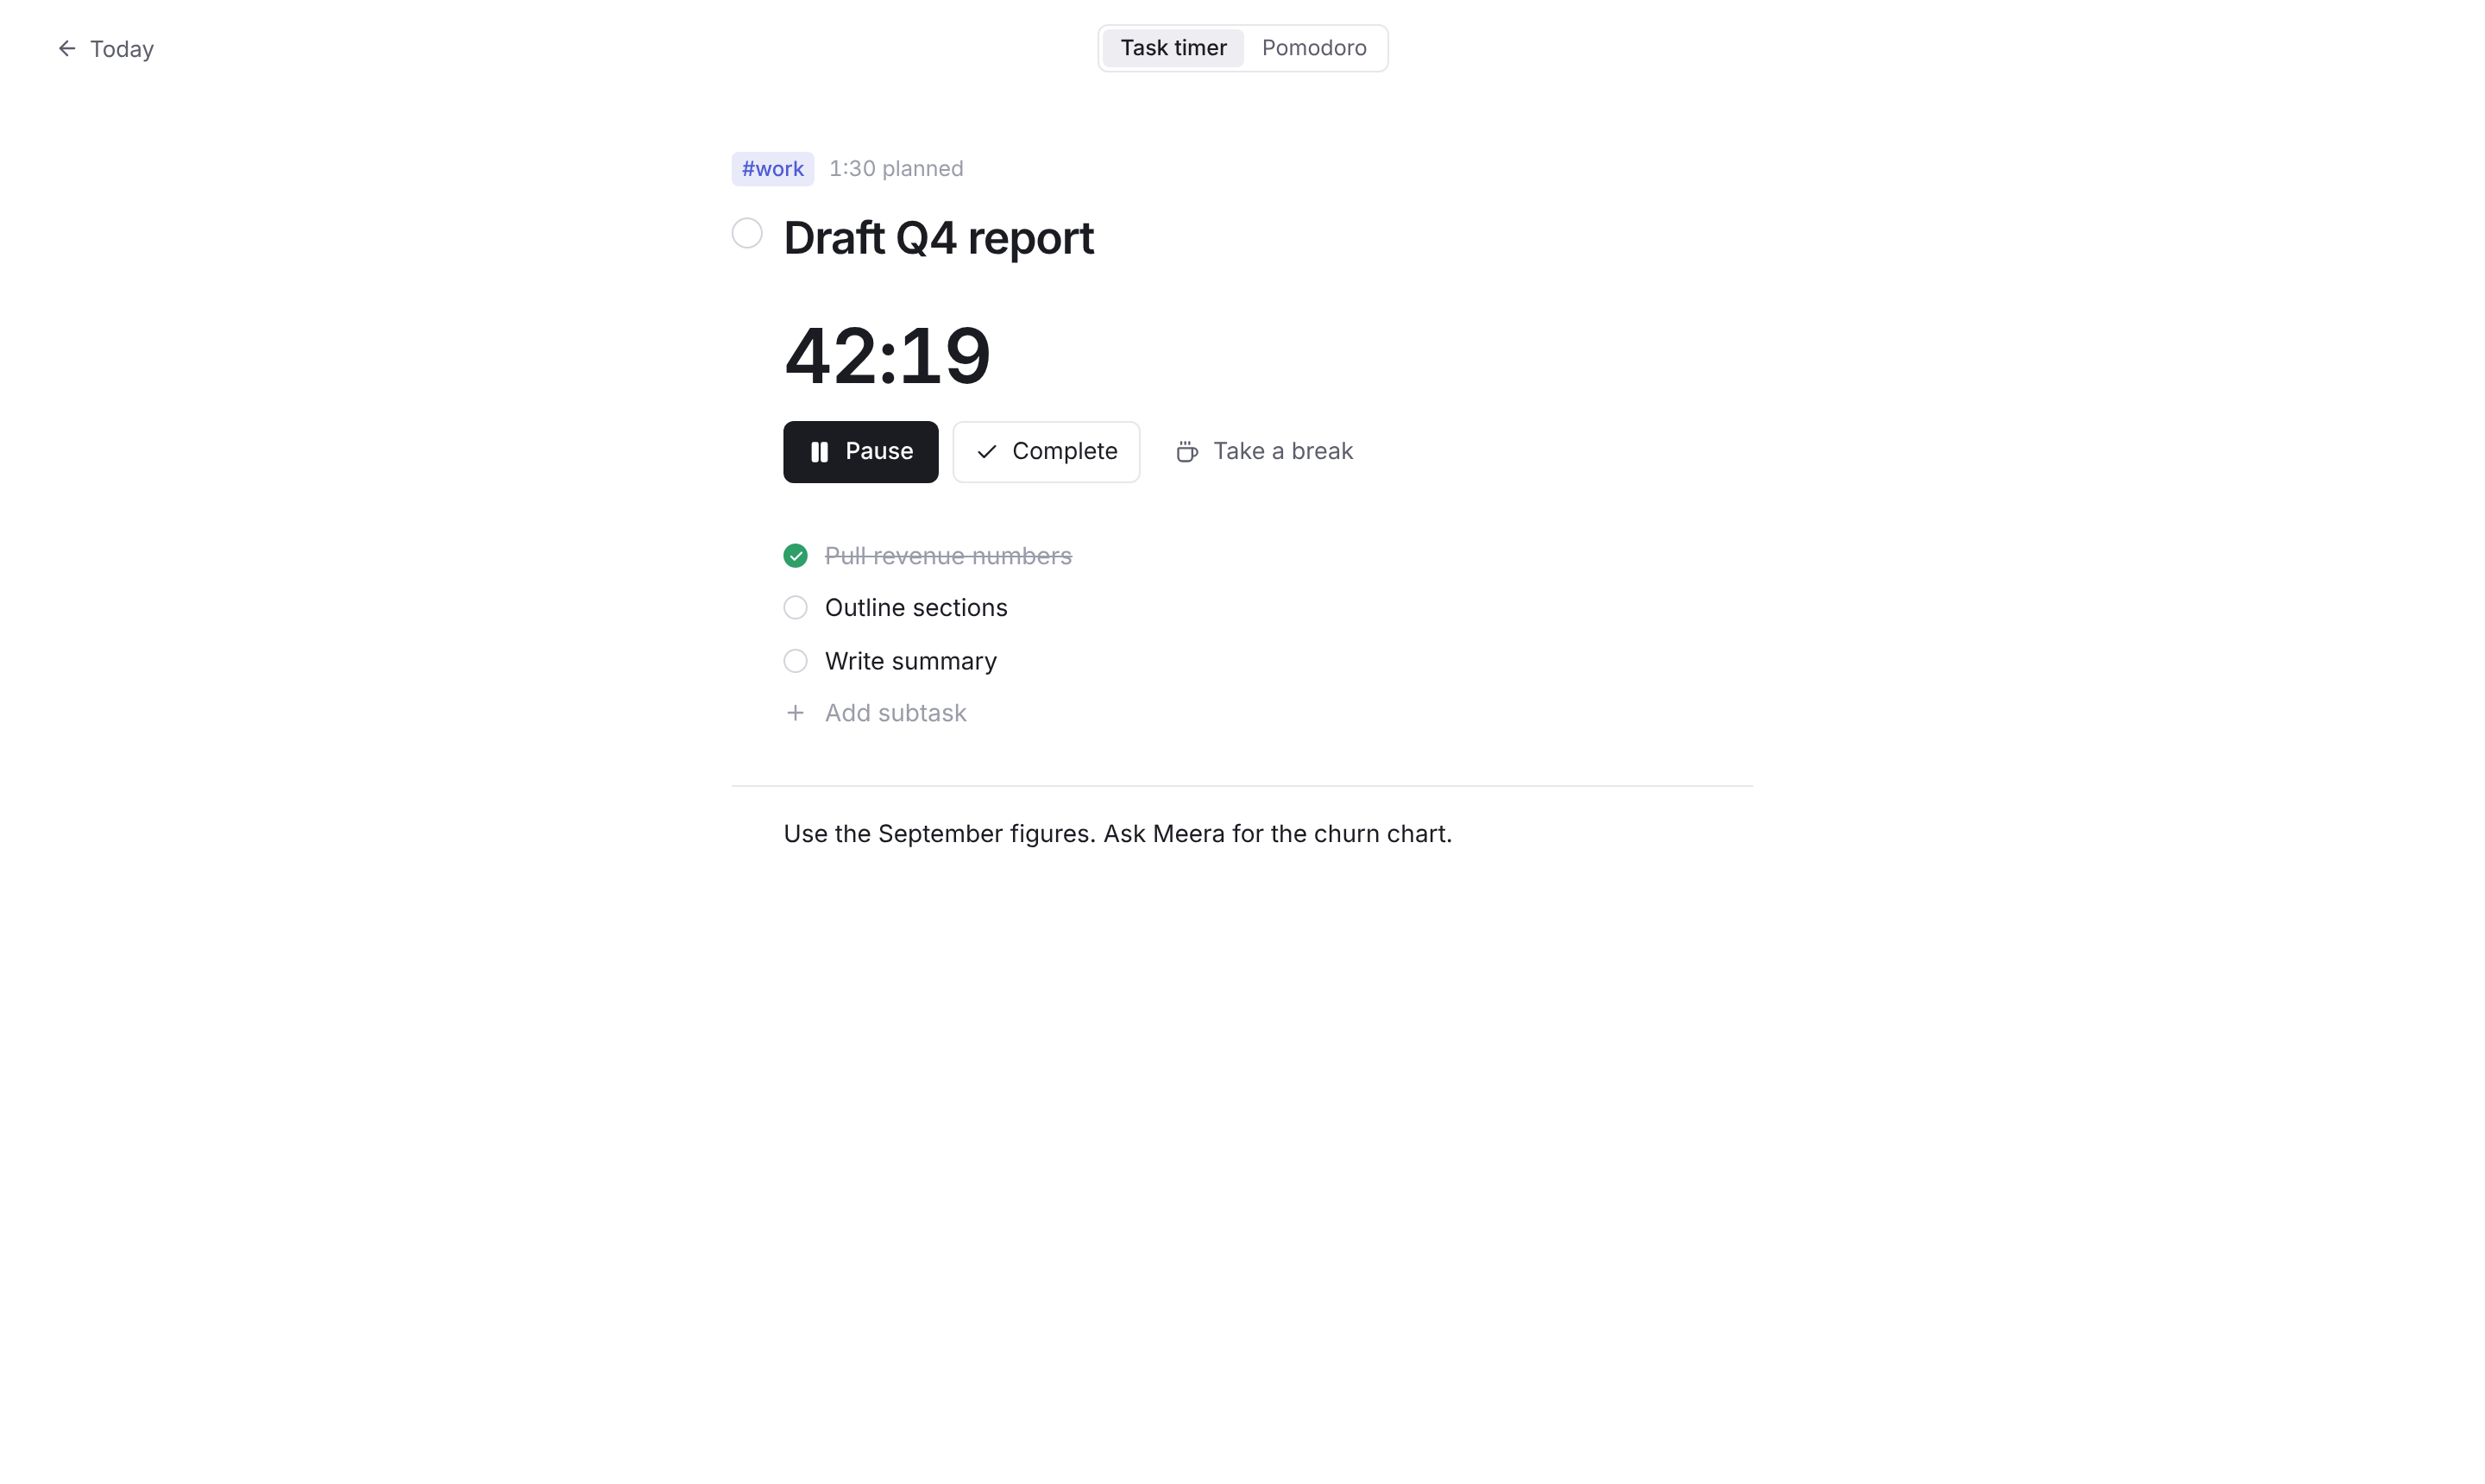 Today
Task timer Pomodoro
#work 1:30 planned
Draft Q4 report
42:19
Pause Complete Take a break
Pull revenue numbers
Outline sections
Write summary
Add subtask
Use the September figures. Ask Meera for the churn chart.